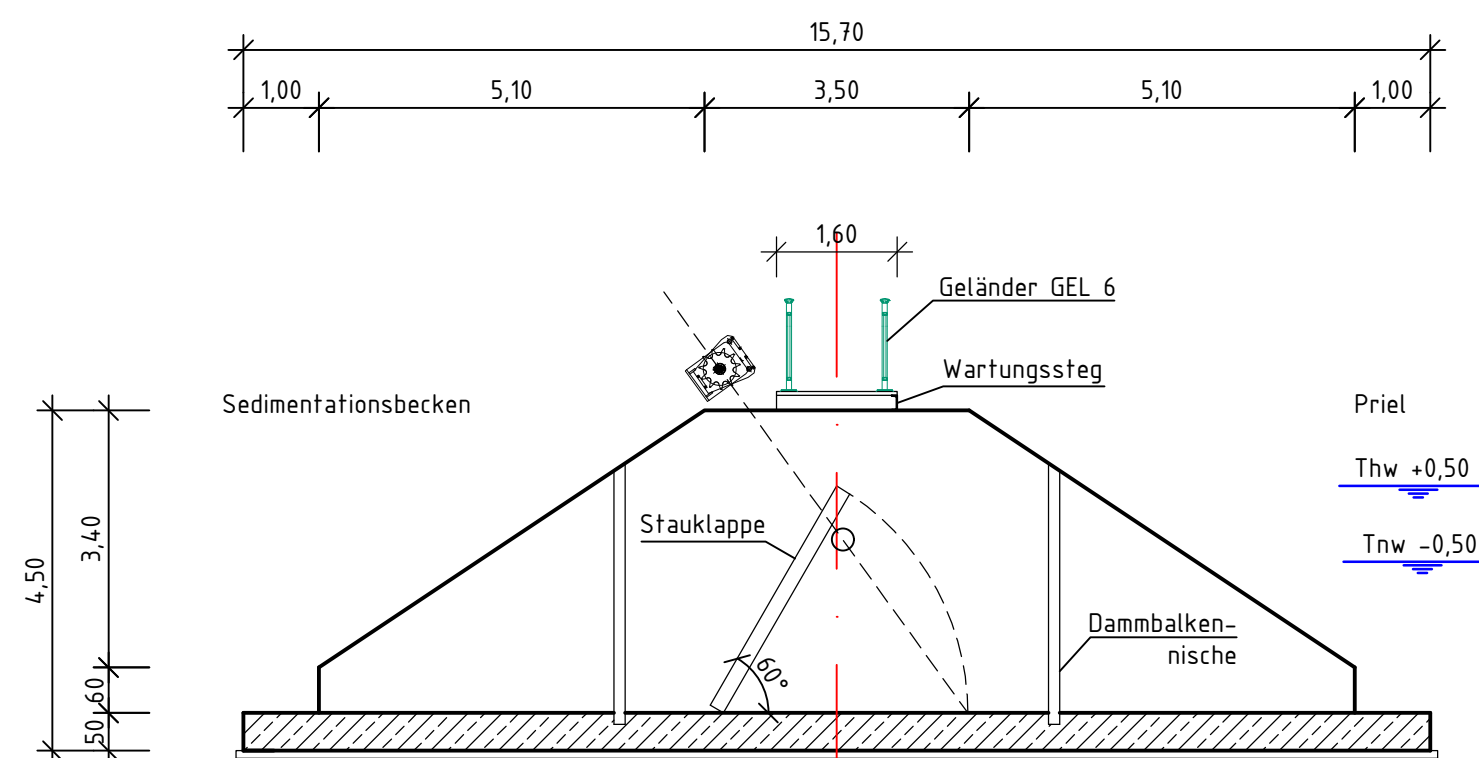 15,70
1,00
5,10
3,50
5,10
1,00
1,60
Geländer GEL 6
Wartungssteg
Sedimentationsbecken
Priel
Thw +0,50
Stauklappe
Tnw -0,50
3,40
4,50
Dammbalken-
nische
60°
60
50